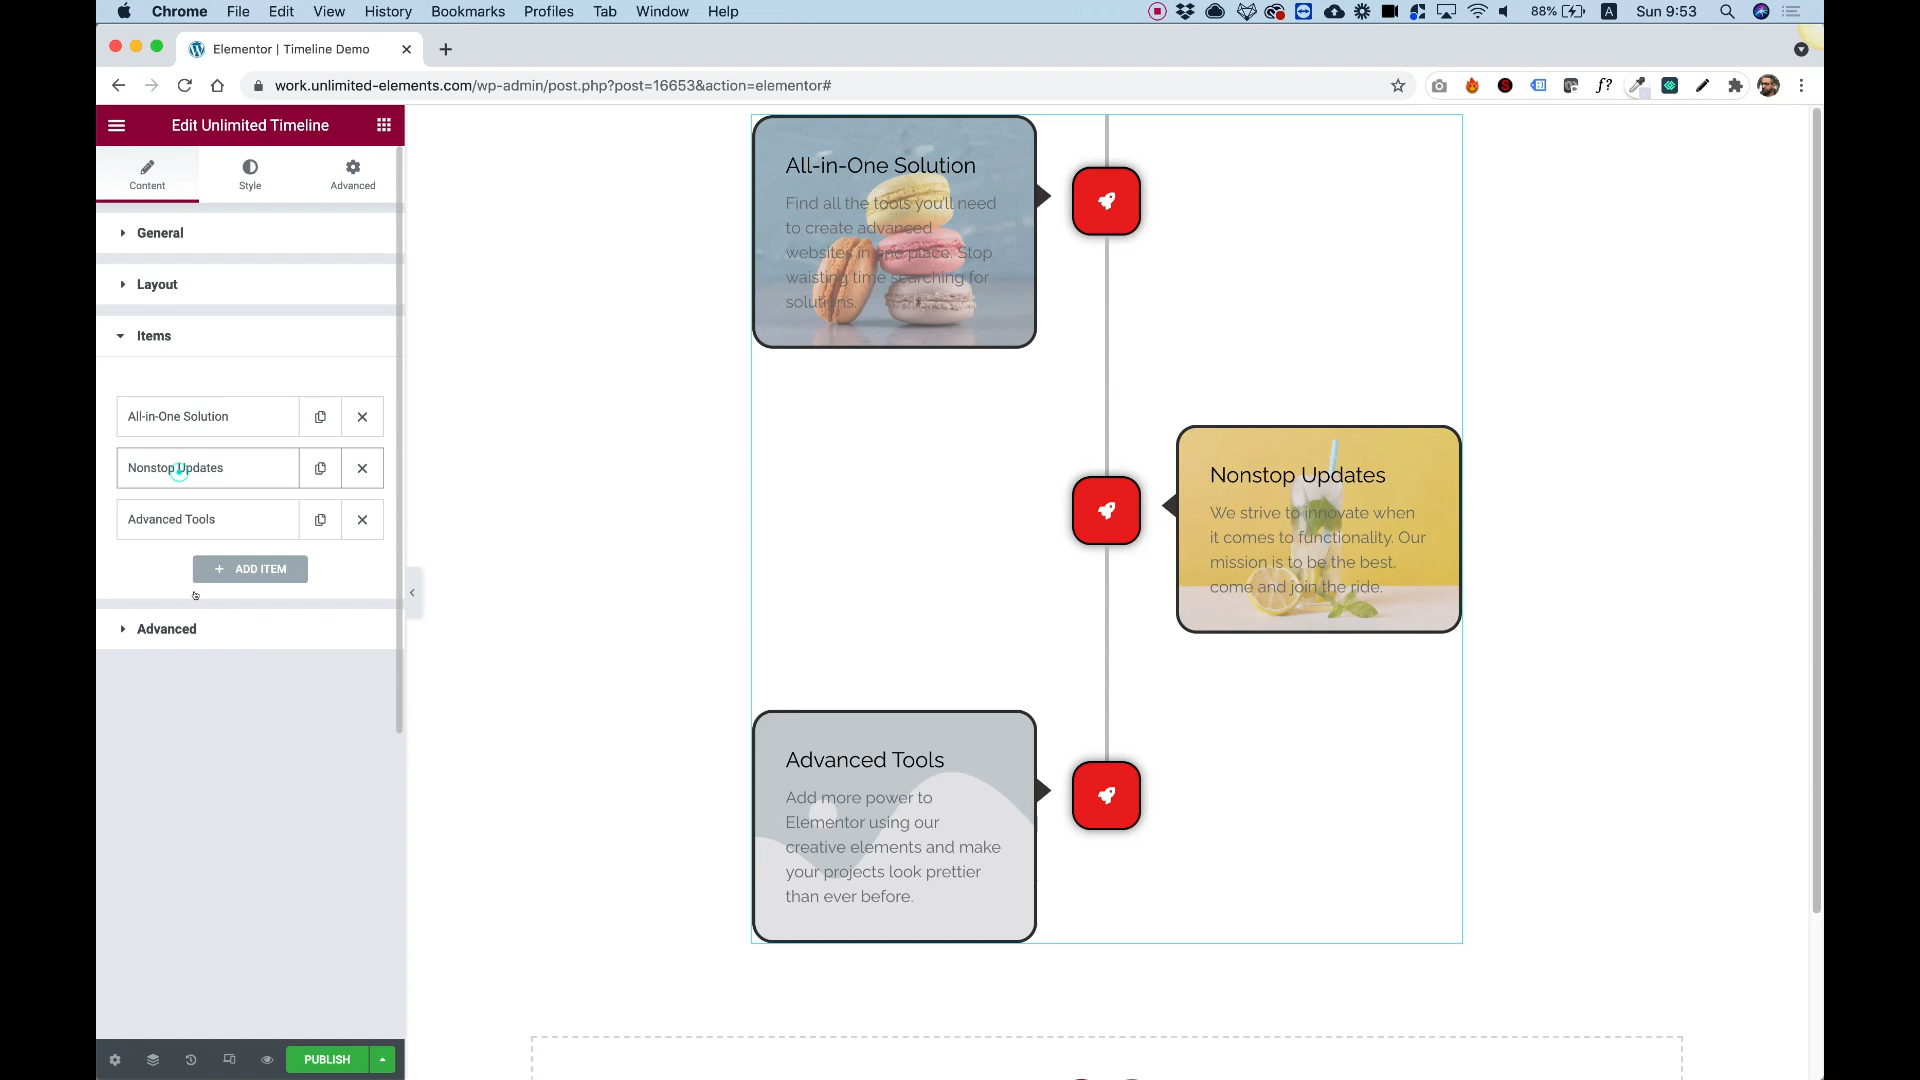 Chrome File Edit View History Bookmarks Profiles Tab Window Help
88% A Sun 9:53
Elementor | Timeline Demo
work.unlimited-elements.com/wp-admin/post.php?post=16653&action=elementor#
f?
Edit Unlimited Timeline
Content
Style
Advanced
General
Layout
Items
All-in-One Solution
Nonstop Updates
Advanced Tools
+ ADD ITEM
Advanced
PUBLISH
All-in-One Solution
Find all the tools you'll need
to create advanced
websites in one place. Stop
waisting time searching for
solutions.
Nonstop Updates
We strive to innovate when
it comes to functionality. Our
mission is to be the best,
come and join the ride.
Advanced Tools
Add more power to
Elementor using our
creative elements and make
your projects look prettier
than ever before.